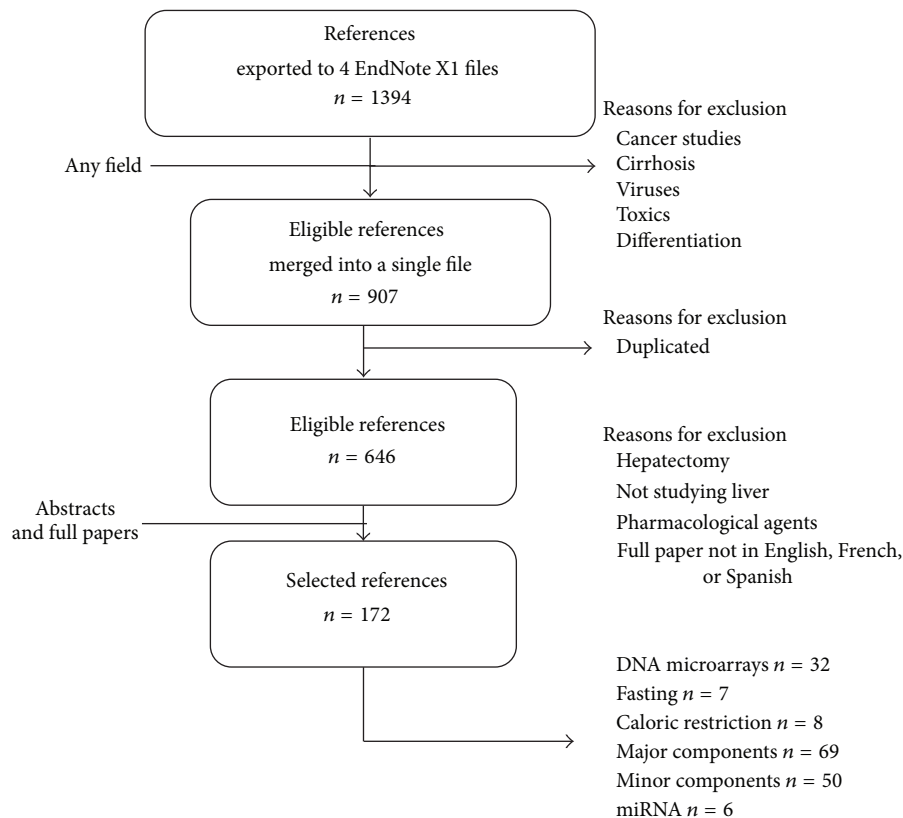 References
exported to 4 EndNote X1 files
n = 1394
Any field
Reasons for exclusion
Cancer studies
Cirrhosis
Viruses
Toxics
Differentiation
Eligible references
merged into a single file
n = 907
Reasons for exclusion
Duplicated
Eligible references
n = 646
Abstracts
and full papers
Reasons for exclusion
Hepatectomy
Not studying liver
Pharmacological agents
Full paper not in English, French,
or Spanish
Selected references
n = 172
DNA microarrays n = 32
Fasting n = 7
Caloric restriction n = 8
Major components n = 69
Minor components n = 50
miRNA n = 6